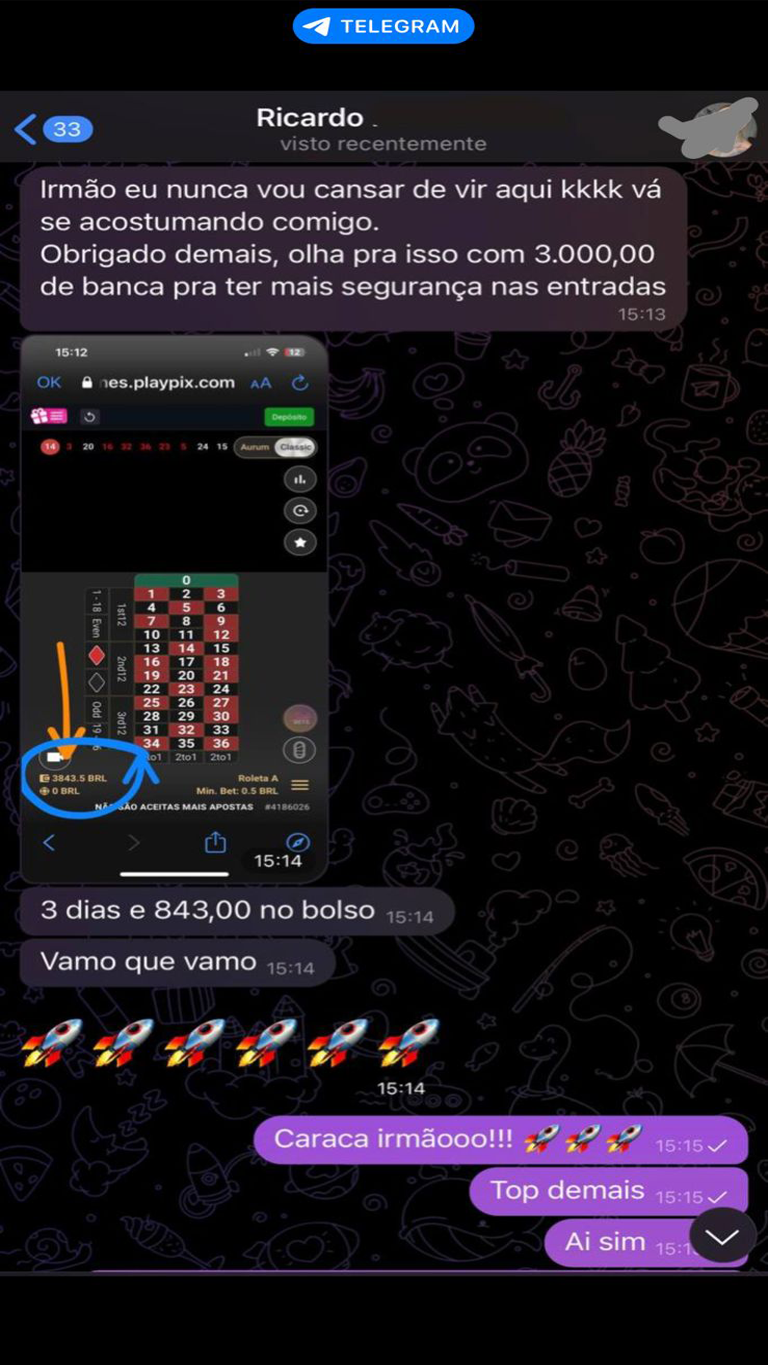 TELEGRAM
33
Ricardo .
visto recentemente
Irmão eu nunca vou cansar de vir aqui kkkk vá
se acostumando comigo.
Obrigado demais, olha pra isso com 3.000,00
de banca pra ter mais segurança nas entradas
15:13
15:12
12
OK
nes.playpix.com
AA
Depósito
14 3 20 16 32 36 23 5 24 15
Aurum Classic
0
1 2 3
4 5 6
7 8 9
10 11 12
13 14 15
16 17 18
19 20 21
22 23 24
25 26 27
28 29 30
31 32 33
34 35 36
1st12
2nd12
3rd12
1 - 18
Even
Odd
to1 2to1 2to1
3843.5 BRL
0 BRL
Roleta A
Min. Bet: 0.5 BRL
NÃO SÃO ACEITAS MAIS APOSTAS #4186026
15:14
3 dias e 843,00 no bolso 15:14
Vamo que vamo 15:14
15:14
Caraca irmãooo!!! 15:15
Top demais 15:15
Ai sim